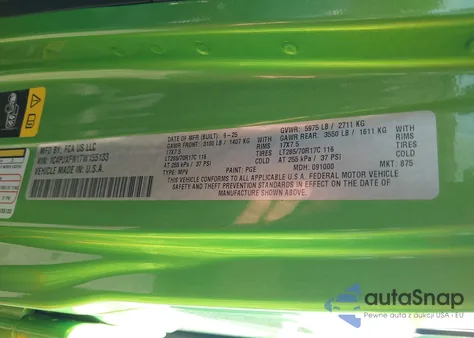 MFD BY: FCA US LLC
VEHICLE MADE IN: U.S.A.
DATE OF MFR (BUILT): 6-25
GAWR FRONT: 3100 LB / 1407 KG
17X7.5 RIMS
LT285/70R17C 116 TIRES
AT 255 kPa / 37 PSI COLD
TYPE: MPV
PAINT: PGE
GVWR: 5975 LB / 2711 KG
GAWR REAR: 3550 LB / 1611 KG
17X7.5 RIMS
LT285/70R17C 116 TIRES
AT 255 kPa / 37 PSI COLD
MDH: 091000
MKT: 875
THIS VEHICLE CONFORMS TO ALL APPLICABLE U.S.A. FEDERAL MOTOR VEHICLE
SAFETY AND THEFT PREVENTION STANDARDS IN EFFECT ON THE DATE OF
MANUFACTURE SHOWN ABOVE.
autoSnap
Pewne auta z aukcji USA i EU